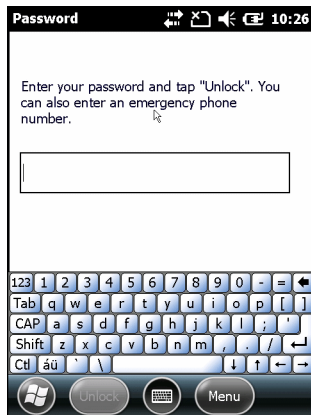 Password 10:26
Enter your password and tap "Unlock". You
can also enter an emergency phone
number.
123 1 2 3 4 5 6 7 8 9 0 - =
Tab q w e r t y u i o p [ ]
CAP a s d f g h j k l ; '
Shift z x c v b n m , . /
Ctl áü ` \
Unlock Menu